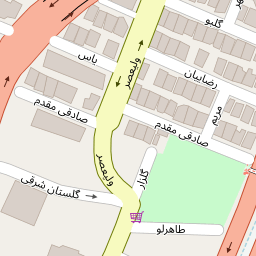 گلبو
یاس
ولیعصر
رضاییان
مریم
صادقی مقدم
صادقی مقدم
ولیعصر
گلزار
گلستان شرقی
طاهرلو